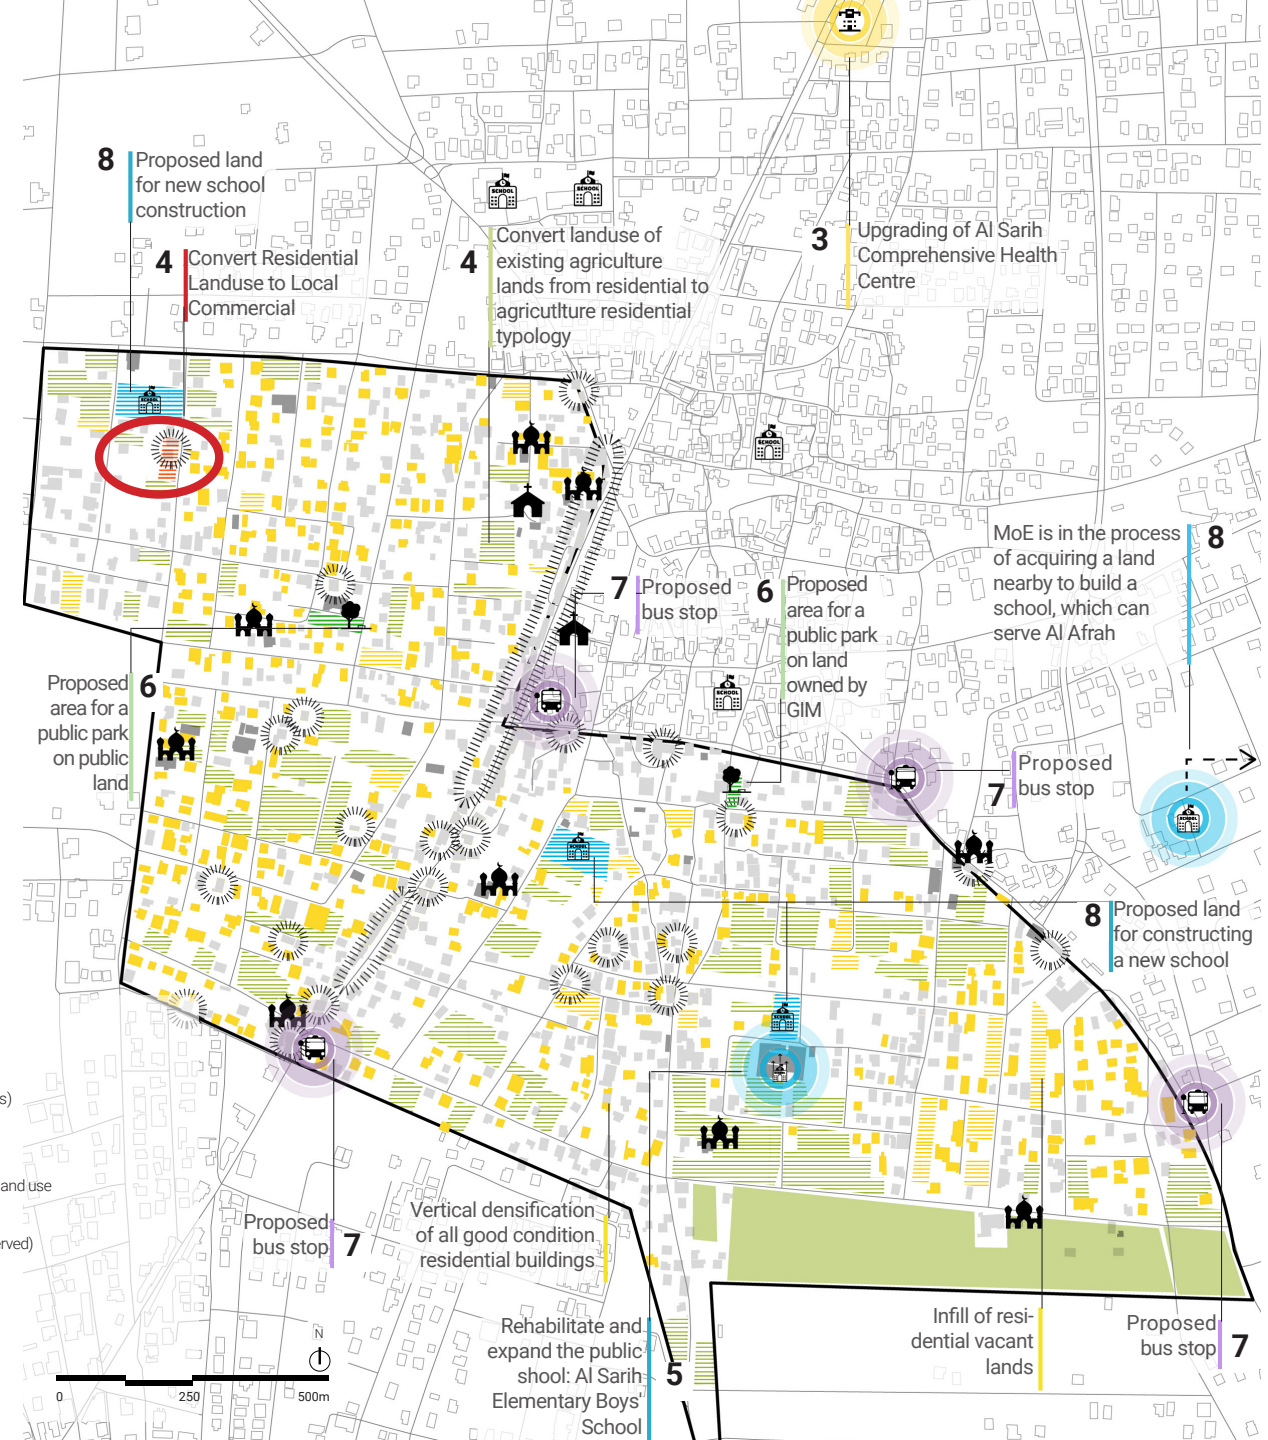 8
Proposed land
for new school
construction
4
Convert Residential
Landuse to Local
Commercial
4
Convert landuse of
existing agriculture
lands from residential to
agricutlture residential
typology
3
Upgrading of Al Sarih
Comprehensive Health
Centre
SCHOOL
SCHOOL
SCHOOL
SCHOOL
MoE is in the process
of acquiring a land
nearby to build a
school, which can
serve Al Afrah
8
7
Proposed
bus stop
6
Proposed
area for a
public park
on land
owned by
GIM
SCHOOL
6
Proposed
area for a
public park
on public
land
7
Proposed
bus stop
SCHOOL
SCHOOL
8
Proposed land
for constructing
a new school
SCHOOL
s)
and use
rved)
Proposed
bus stop
7
Vertical densification
of all good condition
residential buildings
Rehabilitate and
expand the public
shool: Al Sarih
Elementary Boys'
School
5
Infill of resi-
dential vacant
lands
Proposed
bus stop
7
N
0 250 500m